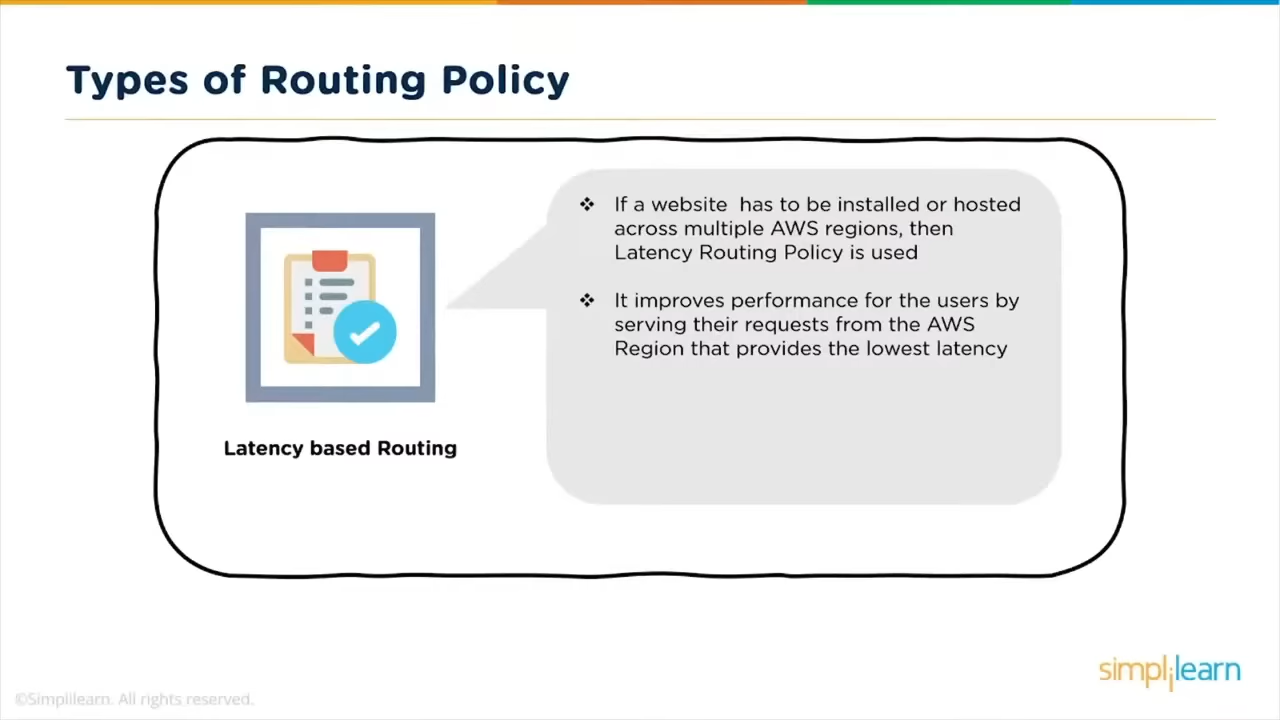 Types of Routing Policy
If a website has to be installed or hosted
across multiple AWS regions, then
Latency Routing Policy is used
It improves performance for the users by
serving their requests from the AWS
Region that provides the lowest latency
Latency based Routing
simplilearn
©Simplilearn. All rights reserved.